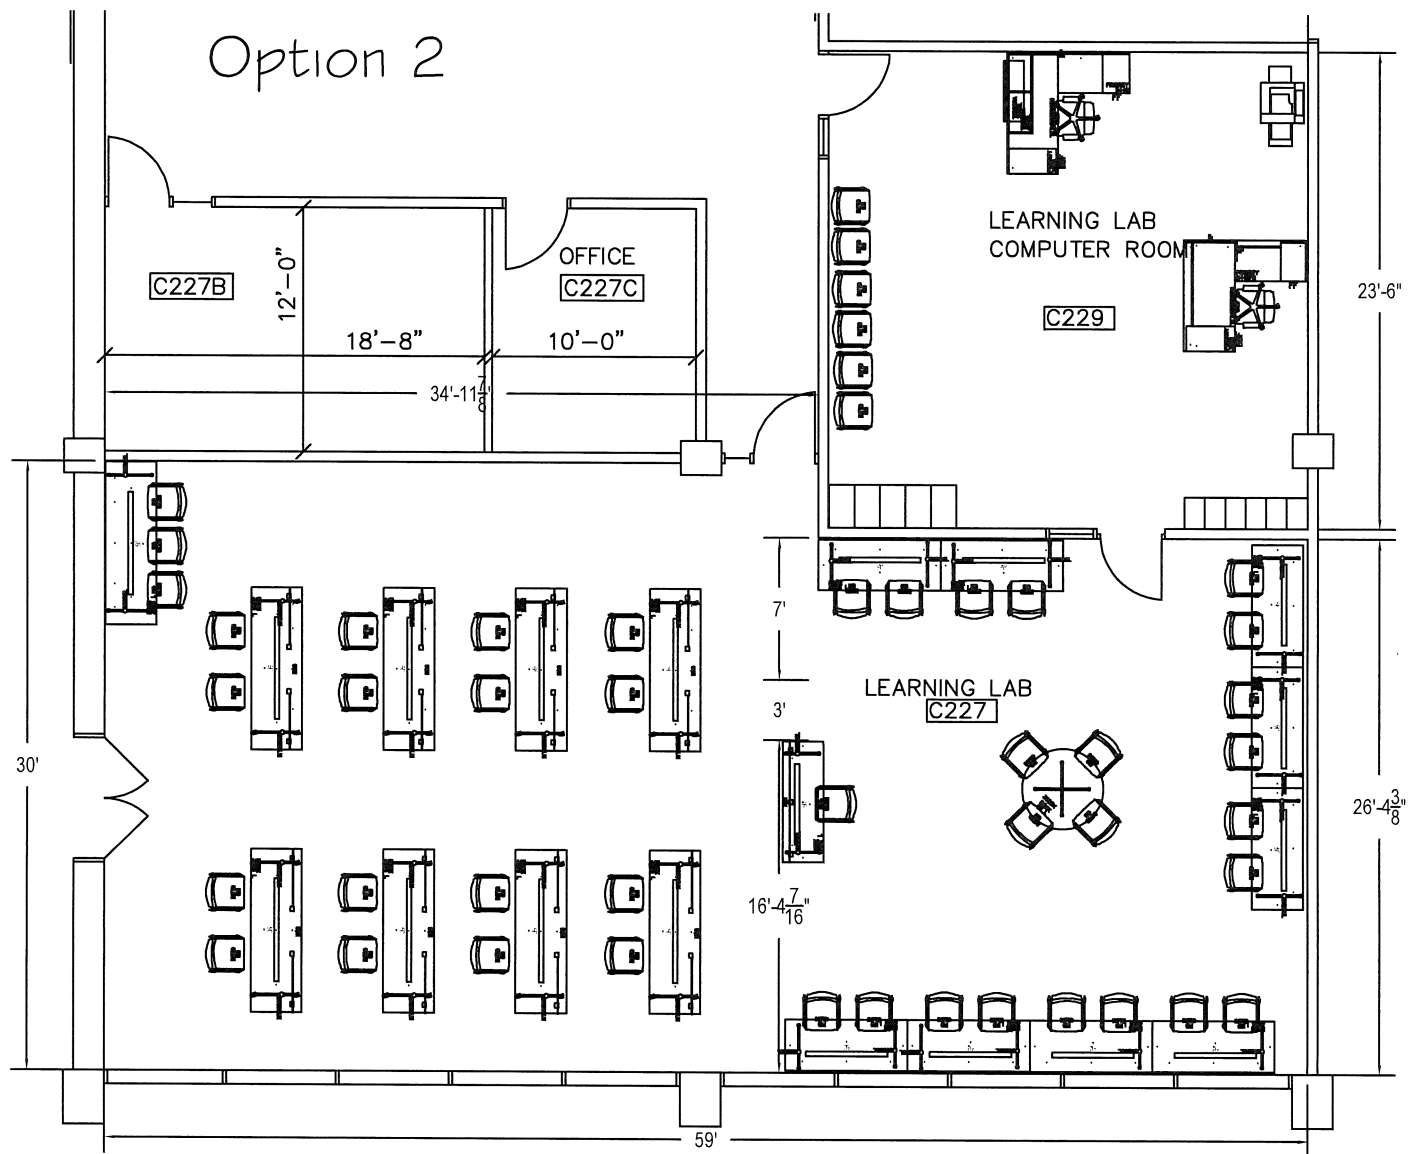 Option 2
LEARNING LAB
COMPUTER ROOM
OFFICE
C227B
12'-0"
C227C
23'-6"
C229
18'-8"
10'-0"
34'-11 7/8"
7'
LEARNING LAB
C227
3'
30'
26'-4 3/8"
16'-4 7/16"
59'